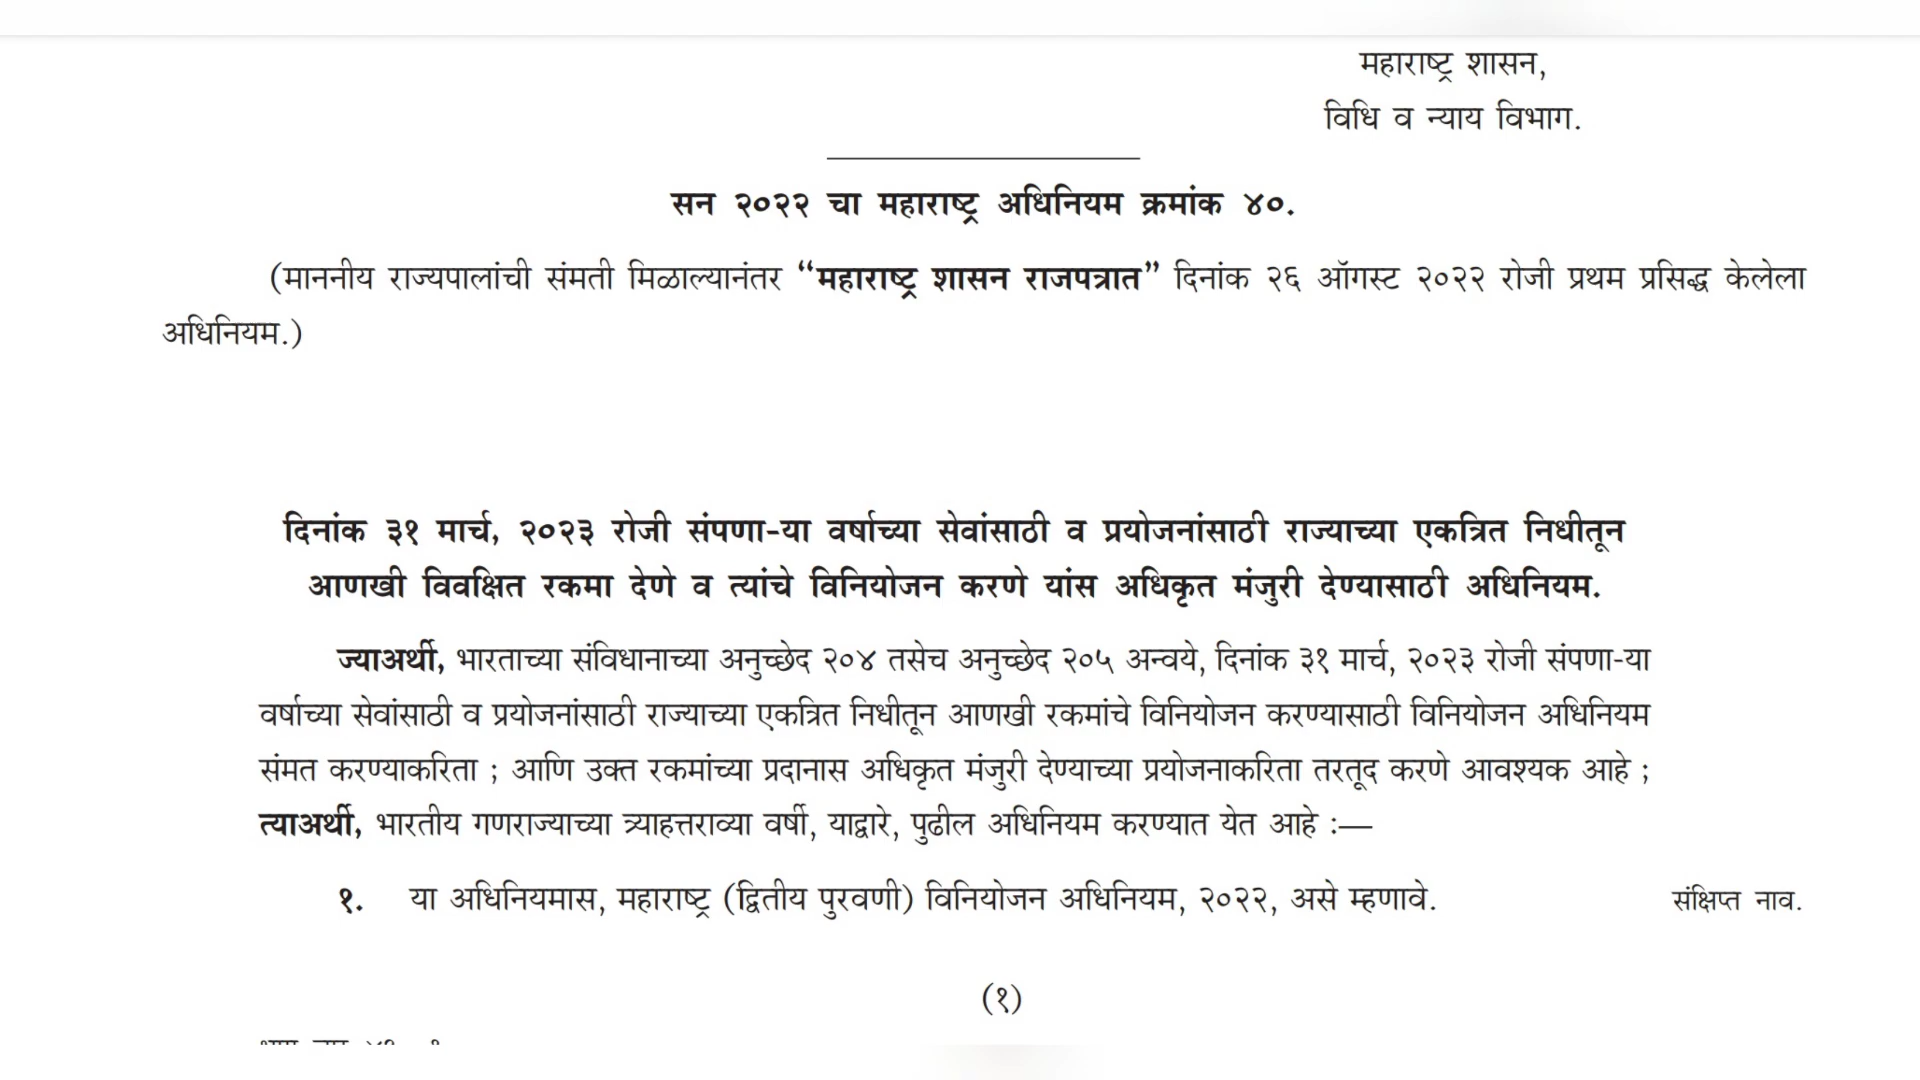 महाराष्ट्र शासन,
विधि व न्याय विभाग.
सन २०२२ चा महाराष्ट्र अधिनियम क्रमांक ४०.
(माननीय राज्यपालांची संमती मिळाल्यानंतर “महाराष्ट्र शासन राजपत्रात” दिनांक २६ ऑगस्ट २०२२ रोजी प्रथम प्रसिद्ध केलेला
अधिनियम.)
दिनांक ३१ मार्च, २०२३ रोजी संपणा-या वर्षाच्या सेवांसाठी व प्रयोजनांसाठी राज्याच्या एकत्रित निधीतून
आणखी विवक्षित रकमा देणे व त्यांचे विनियोजन करणे यांस अधिकृत मंजुरी देण्यासाठी अधिनियम.
ज्याअर्थी, भारताच्या संविधानाच्या अनुच्छेद २०४ तसेच अनुच्छेद २०५ अन्वये, दिनांक ३१ मार्च, २०२३ रोजी संपणा-या
वर्षाच्या सेवांसाठी व प्रयोजनांसाठी राज्याच्या एकत्रित निधीतून आणखी रकमांचे विनियोजन करण्यासाठी विनियोजन अधिनियम
संमत करण्याकरिता ; आणि उक्त रकमांच्या प्रदानास अधिकृत मंजुरी देण्याच्या प्रयोजनाकरिता तरतूद करणे आवश्यक आहे ;
त्याअर्थी, भारतीय गणराज्याच्या त्र्याहत्तराव्या वर्षी, याद्वारे, पुढील अधिनियम करण्यात येत आहे :—
१. या अधिनियमास, महाराष्ट्र (द्वितीय पुरवणी) विनियोजन अधिनियम, २०२२, असे म्हणावे. संक्षिप्त नाव.
(१)